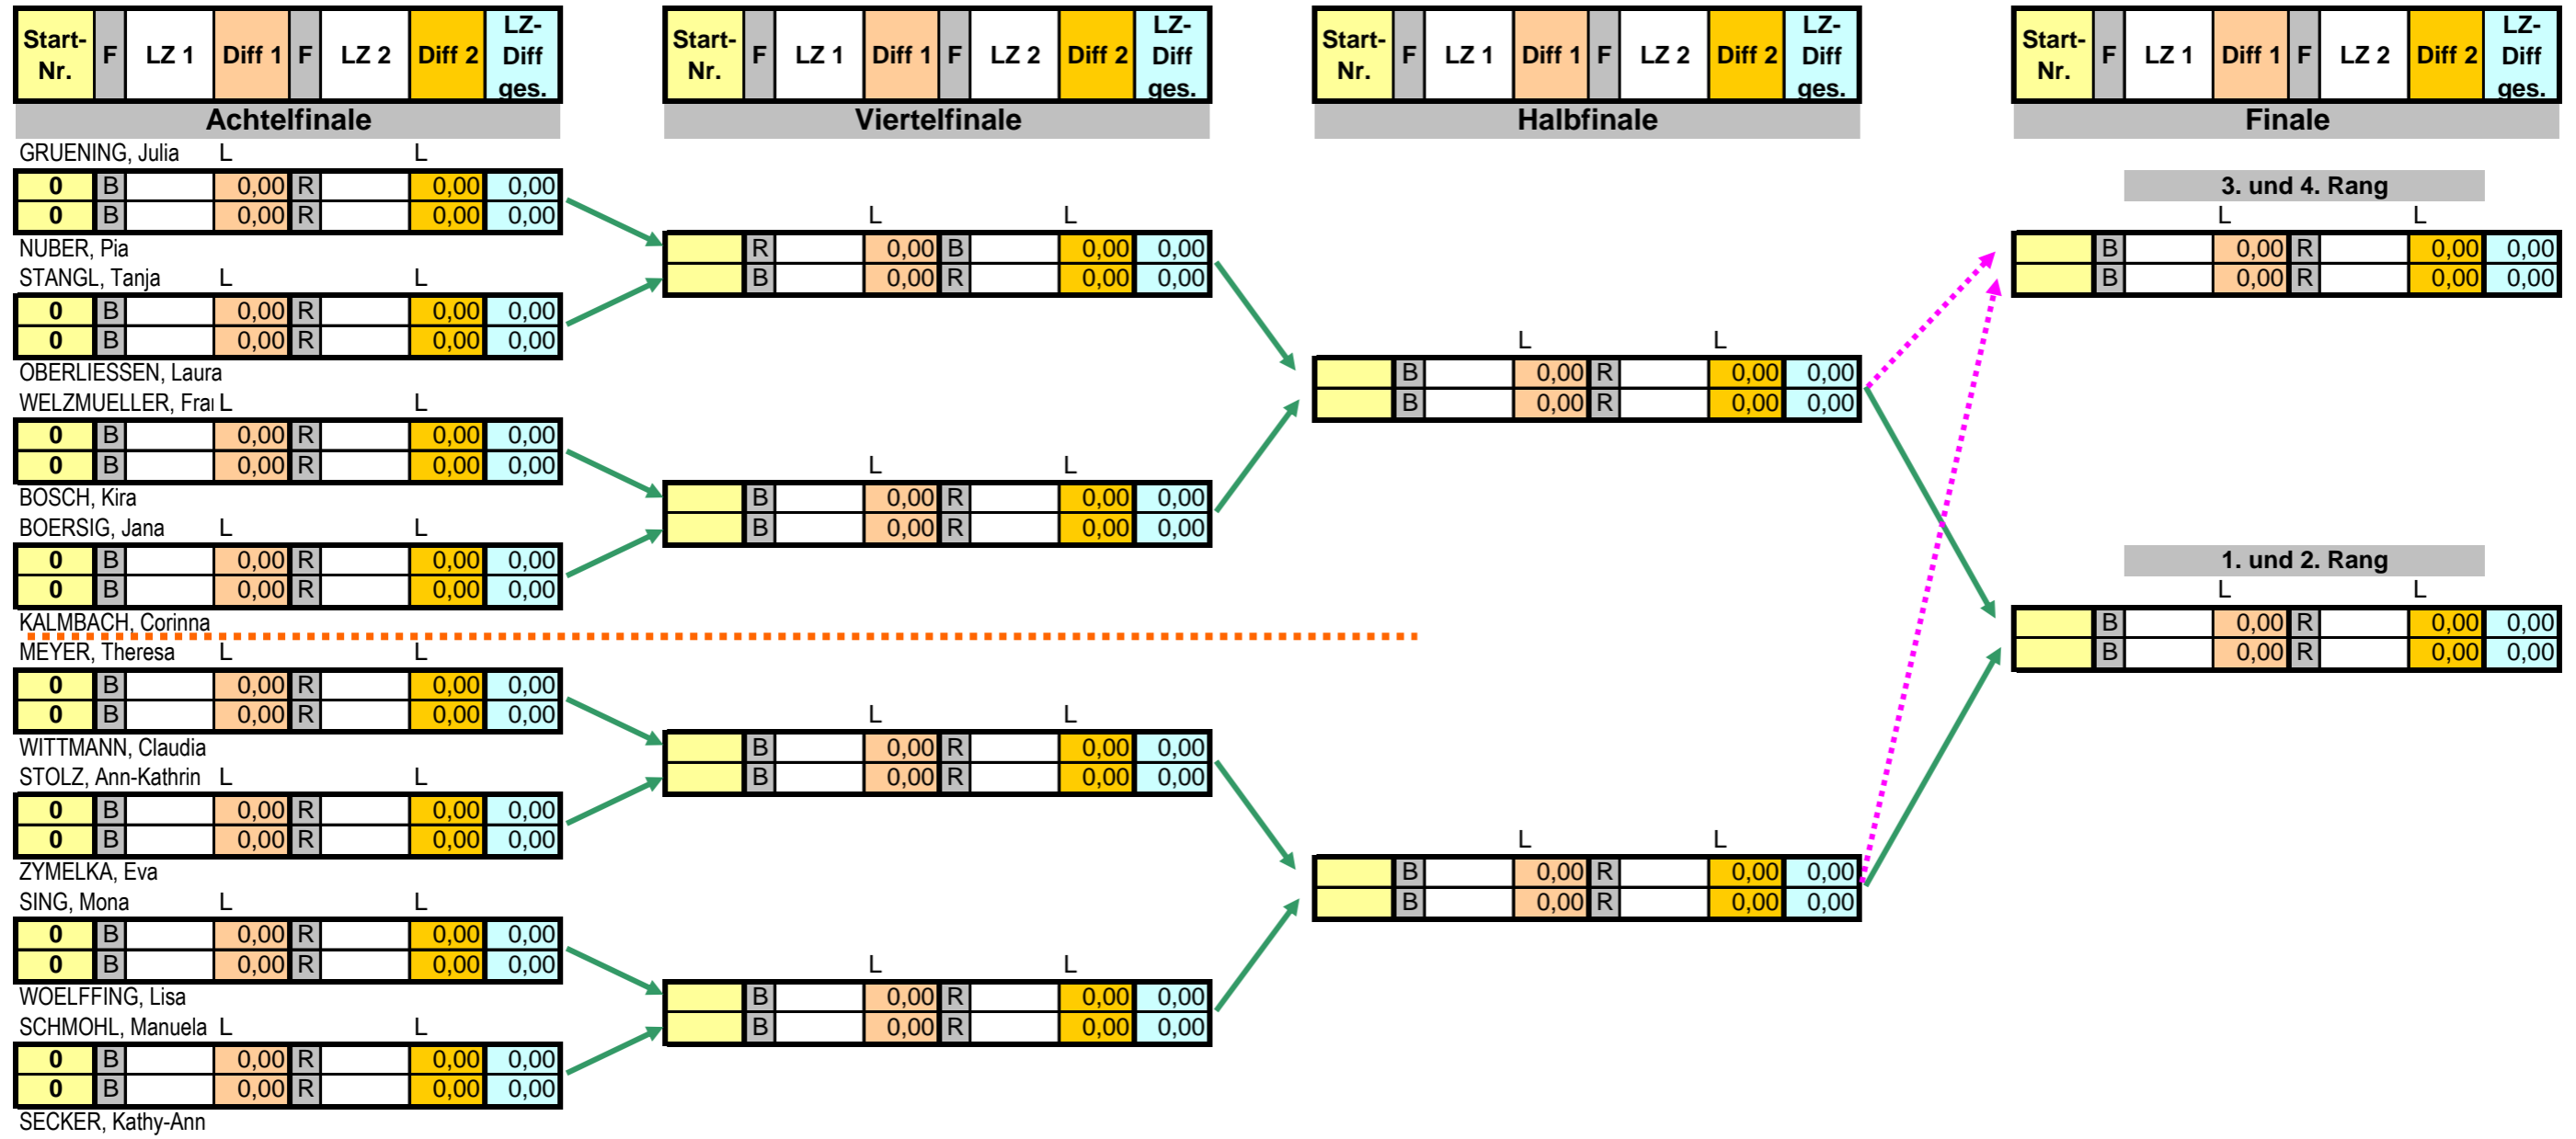 Start-Nr. F LZ 1 Diff 1 F LZ 2 Diff 2 LZ-Diff ges.
Achtelfinale
GRUENING, Julia L L
0 B 0,00 R 0,00 0,00
0 B 0,00 R 0,00 0,00
NUBER, Pia
STANGL, Tanja L L
0 B 0,00 R 0,00 0,00
0 B 0,00 R 0,00 0,00
OBERLIESSEN, Laura
WELZMUELLER, Fra L L
0 B 0,00 R 0,00 0,00
0 B 0,00 R 0,00 0,00
BOSCH, Kira
BOERSIG, Jana L L
0 B 0,00 R 0,00 0,00
0 B 0,00 R 0,00 0,00
KALMBACH, Corinna
MEYER, Theresa L L
0 B 0,00 R 0,00 0,00
0 B 0,00 R 0,00 0,00
WITTMANN, Claudia
STOLZ, Ann-Kathrin L L
0 B 0,00 R 0,00 0,00
0 B 0,00 R 0,00 0,00
ZYMELKA, Eva
SING, Mona L L
0 B 0,00 R 0,00 0,00
0 B 0,00 R 0,00 0,00
WOELFFING, Lisa
SCHMOHL, Manuela L L
0 B 0,00 R 0,00 0,00
0 B 0,00 R 0,00 0,00
SECKER, Kathy-Ann
Start-Nr. F LZ 1 Diff 1 F LZ 2 Diff 2 LZ-Diff ges.
Viertelfinale
L L
R 0,00 B 0,00 0,00
B 0,00 R 0,00 0,00
L L
B 0,00 R 0,00 0,00
B 0,00 R 0,00 0,00
L L
B 0,00 R 0,00 0,00
B 0,00 R 0,00 0,00
L L
B 0,00 R 0,00 0,00
B 0,00 R 0,00 0,00
Start-Nr. F LZ 1 Diff 1 F LZ 2 Diff 2 LZ-Diff ges.
Halbfinale
L L
B 0,00 R 0,00 0,00
B 0,00 R 0,00 0,00
L L
B 0,00 R 0,00 0,00
B 0,00 R 0,00 0,00
Start-Nr. F LZ 1 Diff 1 F LZ 2 Diff 2 LZ-Diff ges.
Finale
3. und 4. Rang
L L
B 0,00 R 0,00 0,00
B 0,00 R 0,00 0,00
1. und 2. Rang
L L
B 0,00 R 0,00 0,00
B 0,00 R 0,00 0,00